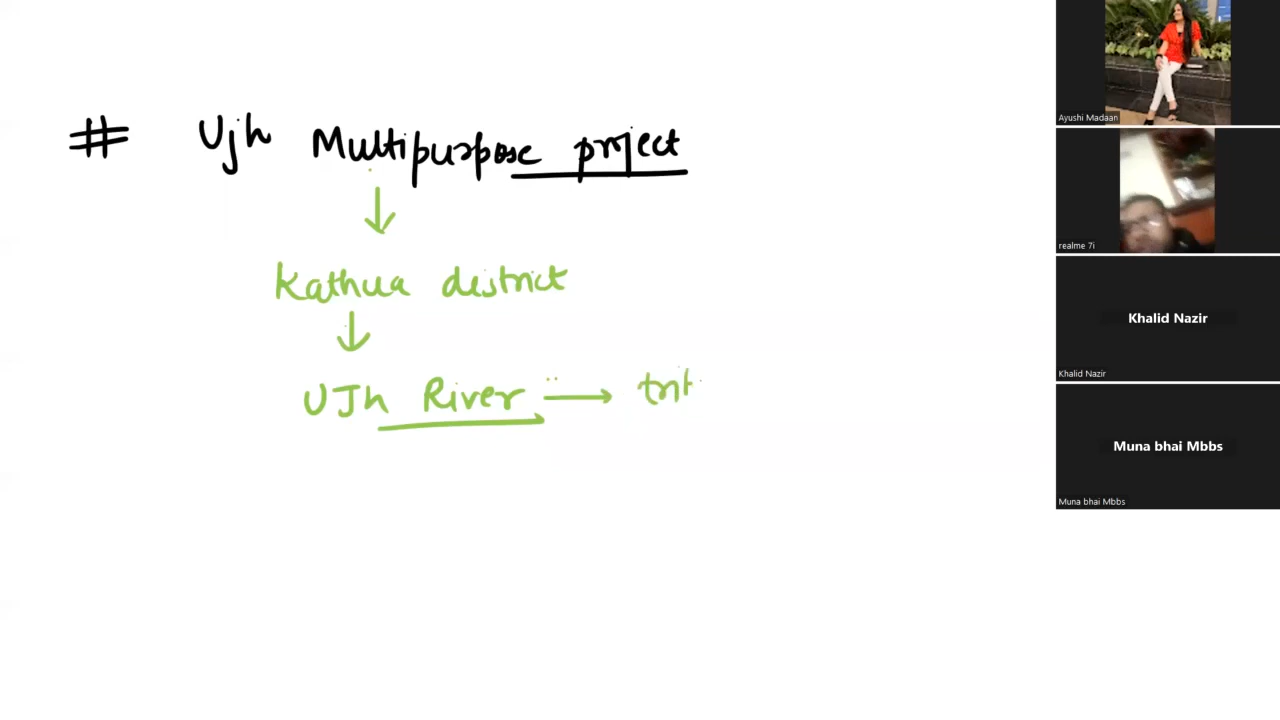 # Ujh Multipurpose project
Kathua district
UJh River → trib
Ayushi Madaan
realme 7i
Khalid Nazir
Khalid Nazir
Muna bhai Mbbs
Muna bhai Mbbs